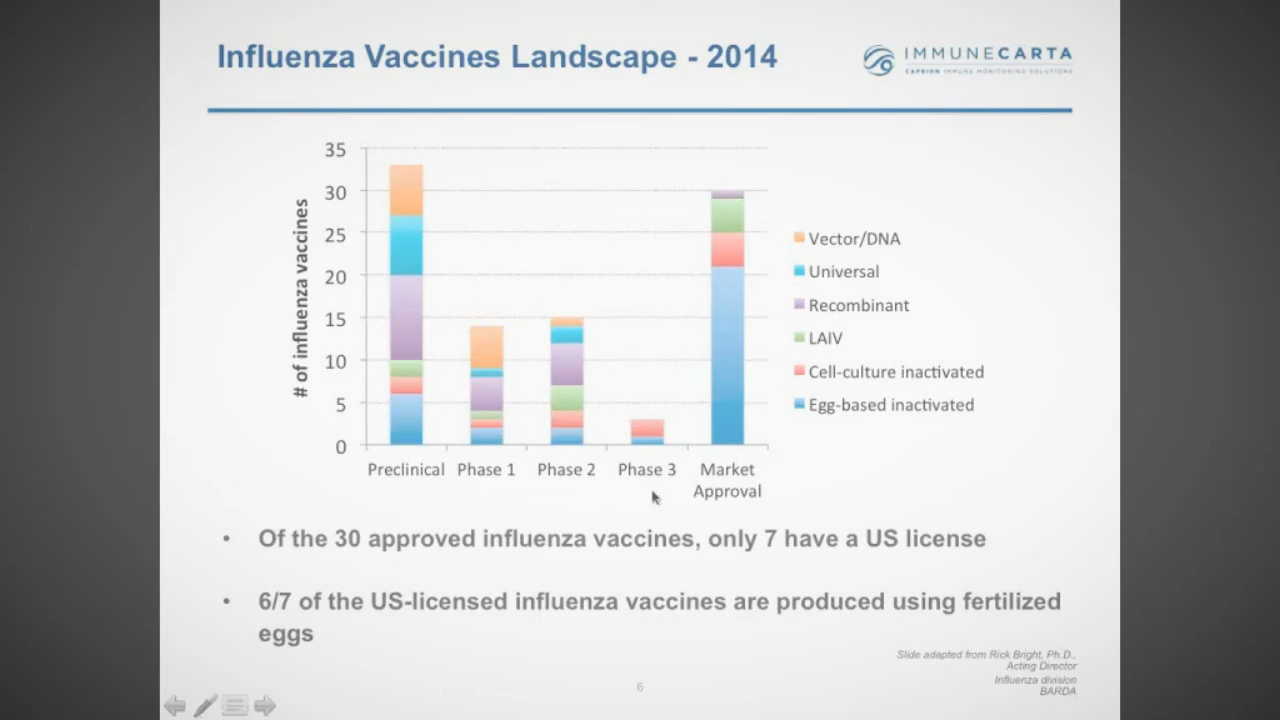 Influenza Vaccines Landscape - 2014
IMMUNECARTA
CAPRION IMMUNE MONITORING SOLUTIONS
# of influenza vaccines
35
30
25
20
15
10
5
0
Preclinical
Phase 1
Phase 2
Phase 3
Market
Approval
Vector/DNA
Universal
Recombinant
LAIV
Cell-culture inactivated
Egg-based inactivated
• Of the 30 approved influenza vaccines, only 7 have a US license
• 6/7 of the US-licensed influenza vaccines are produced using fertilized
eggs
Slide adapted from Rick Bright, Ph.D.,
Acting Director
Influenza division
BARDA
6